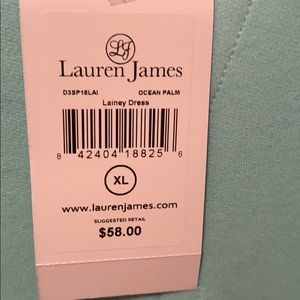 LJ
Lauren James
D3SP18LAI OCEAN PALM
Lainey Dress
8 42404 18825 6
XL
www.laurenjames.com
SUGGESTED RETAIL
$58.00